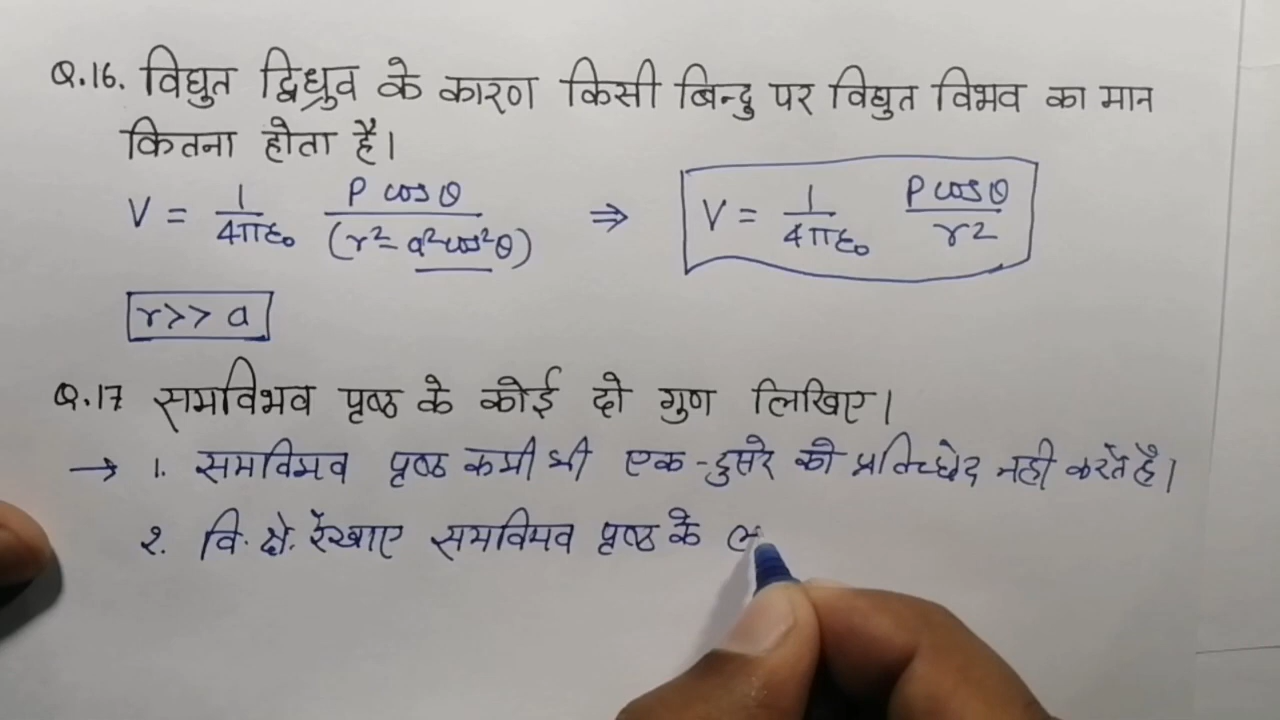 Q.16. विद्युत द्विध्रुव के कारण किसी बिन्दु पर विद्युत विभव का मान
कितना होता है।
V = 1/4πε₀ P cosθ/(r² - a²cos²θ) ⇒ V = 1/4πε₀ P cosθ/r²
r>> a
Q.17 समविभव पृष्ठ के कोई दो गुण लिखिए।
→ 1. समविभव पृष्ठ कभी भी एक-दुसरे को प्रतिच्छेद नही करते है।
2. वि. क्षे. रेखाए समविभव पृष्ठ के